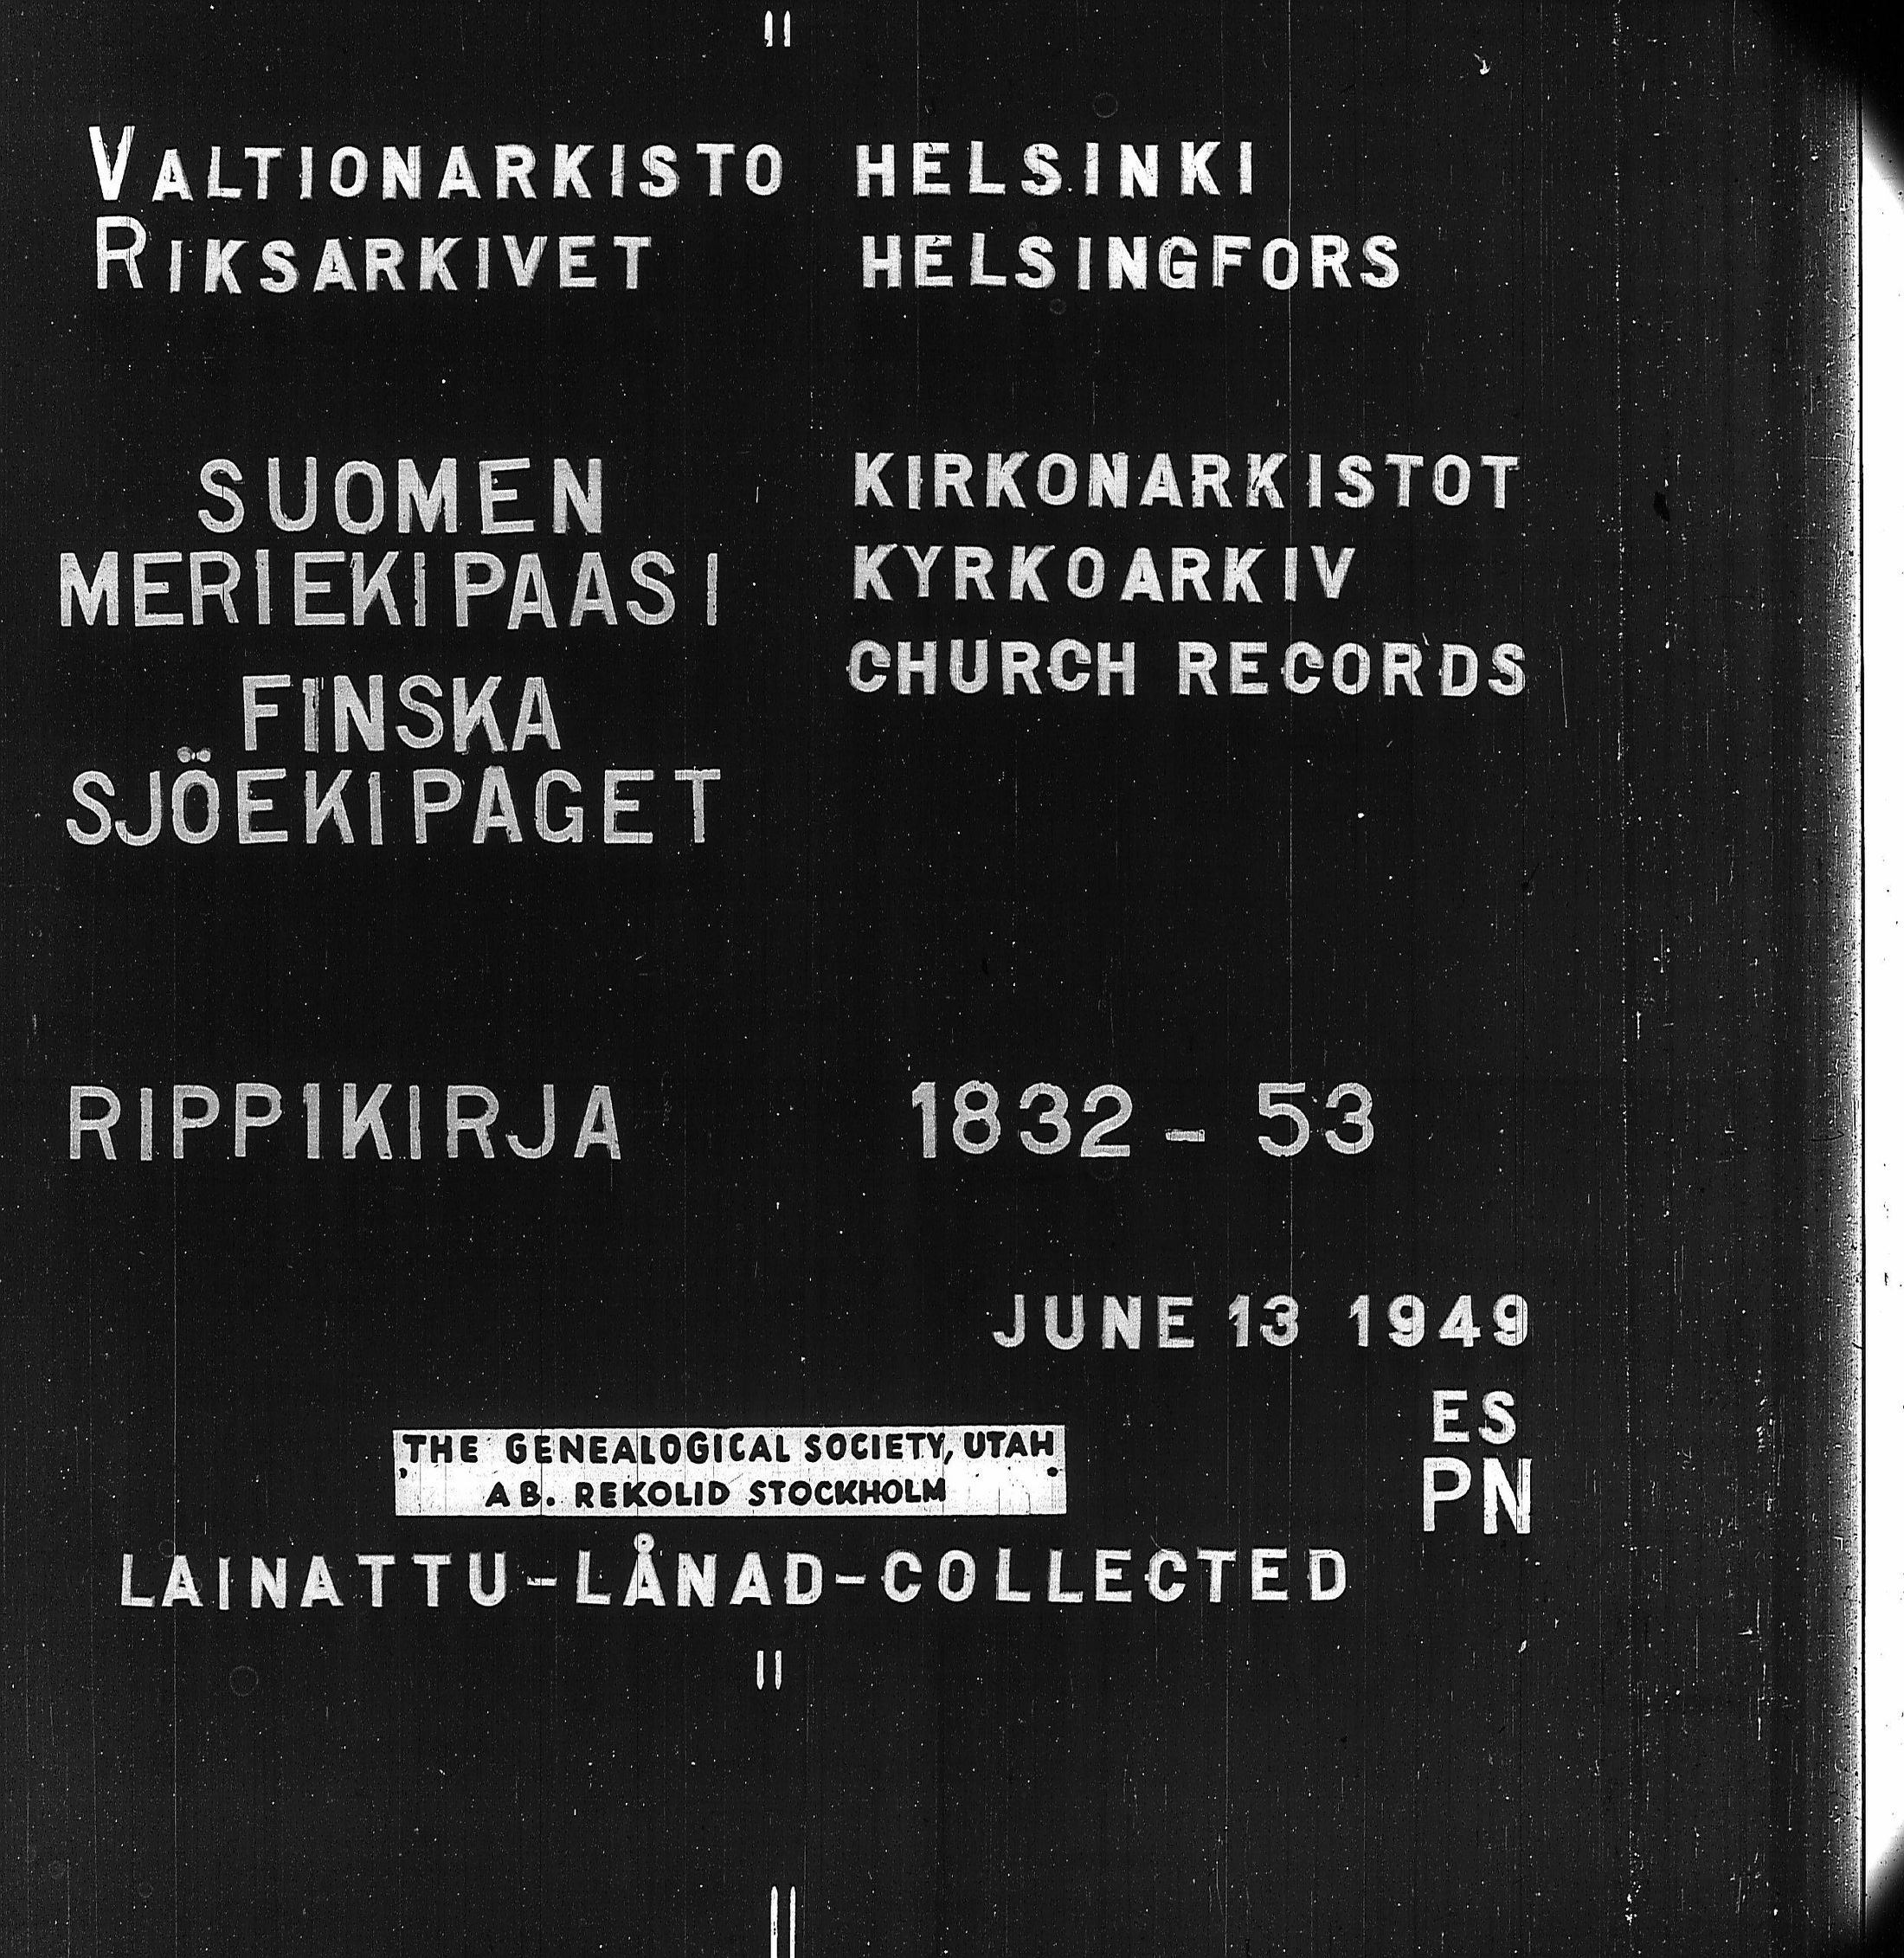 VALTIONARKISTO HELSINKI
RIKSARKIVET HELSINGFORS
SUOMEN
MERIEKIPAASI
FINSKA
SJÖEKIPAGET
KIRKONARKISTOT
KYRKOARKIV
CHURCH RECORDS
RIPPIKIRJA 1832 - 53
JUNE 13 1949
ES
PN
THE GENEALOGICAL SOCIETY, UTAH
AB. REKOLID STOCKHOLM
LAINATTU-LÅNAD-COLLECTED